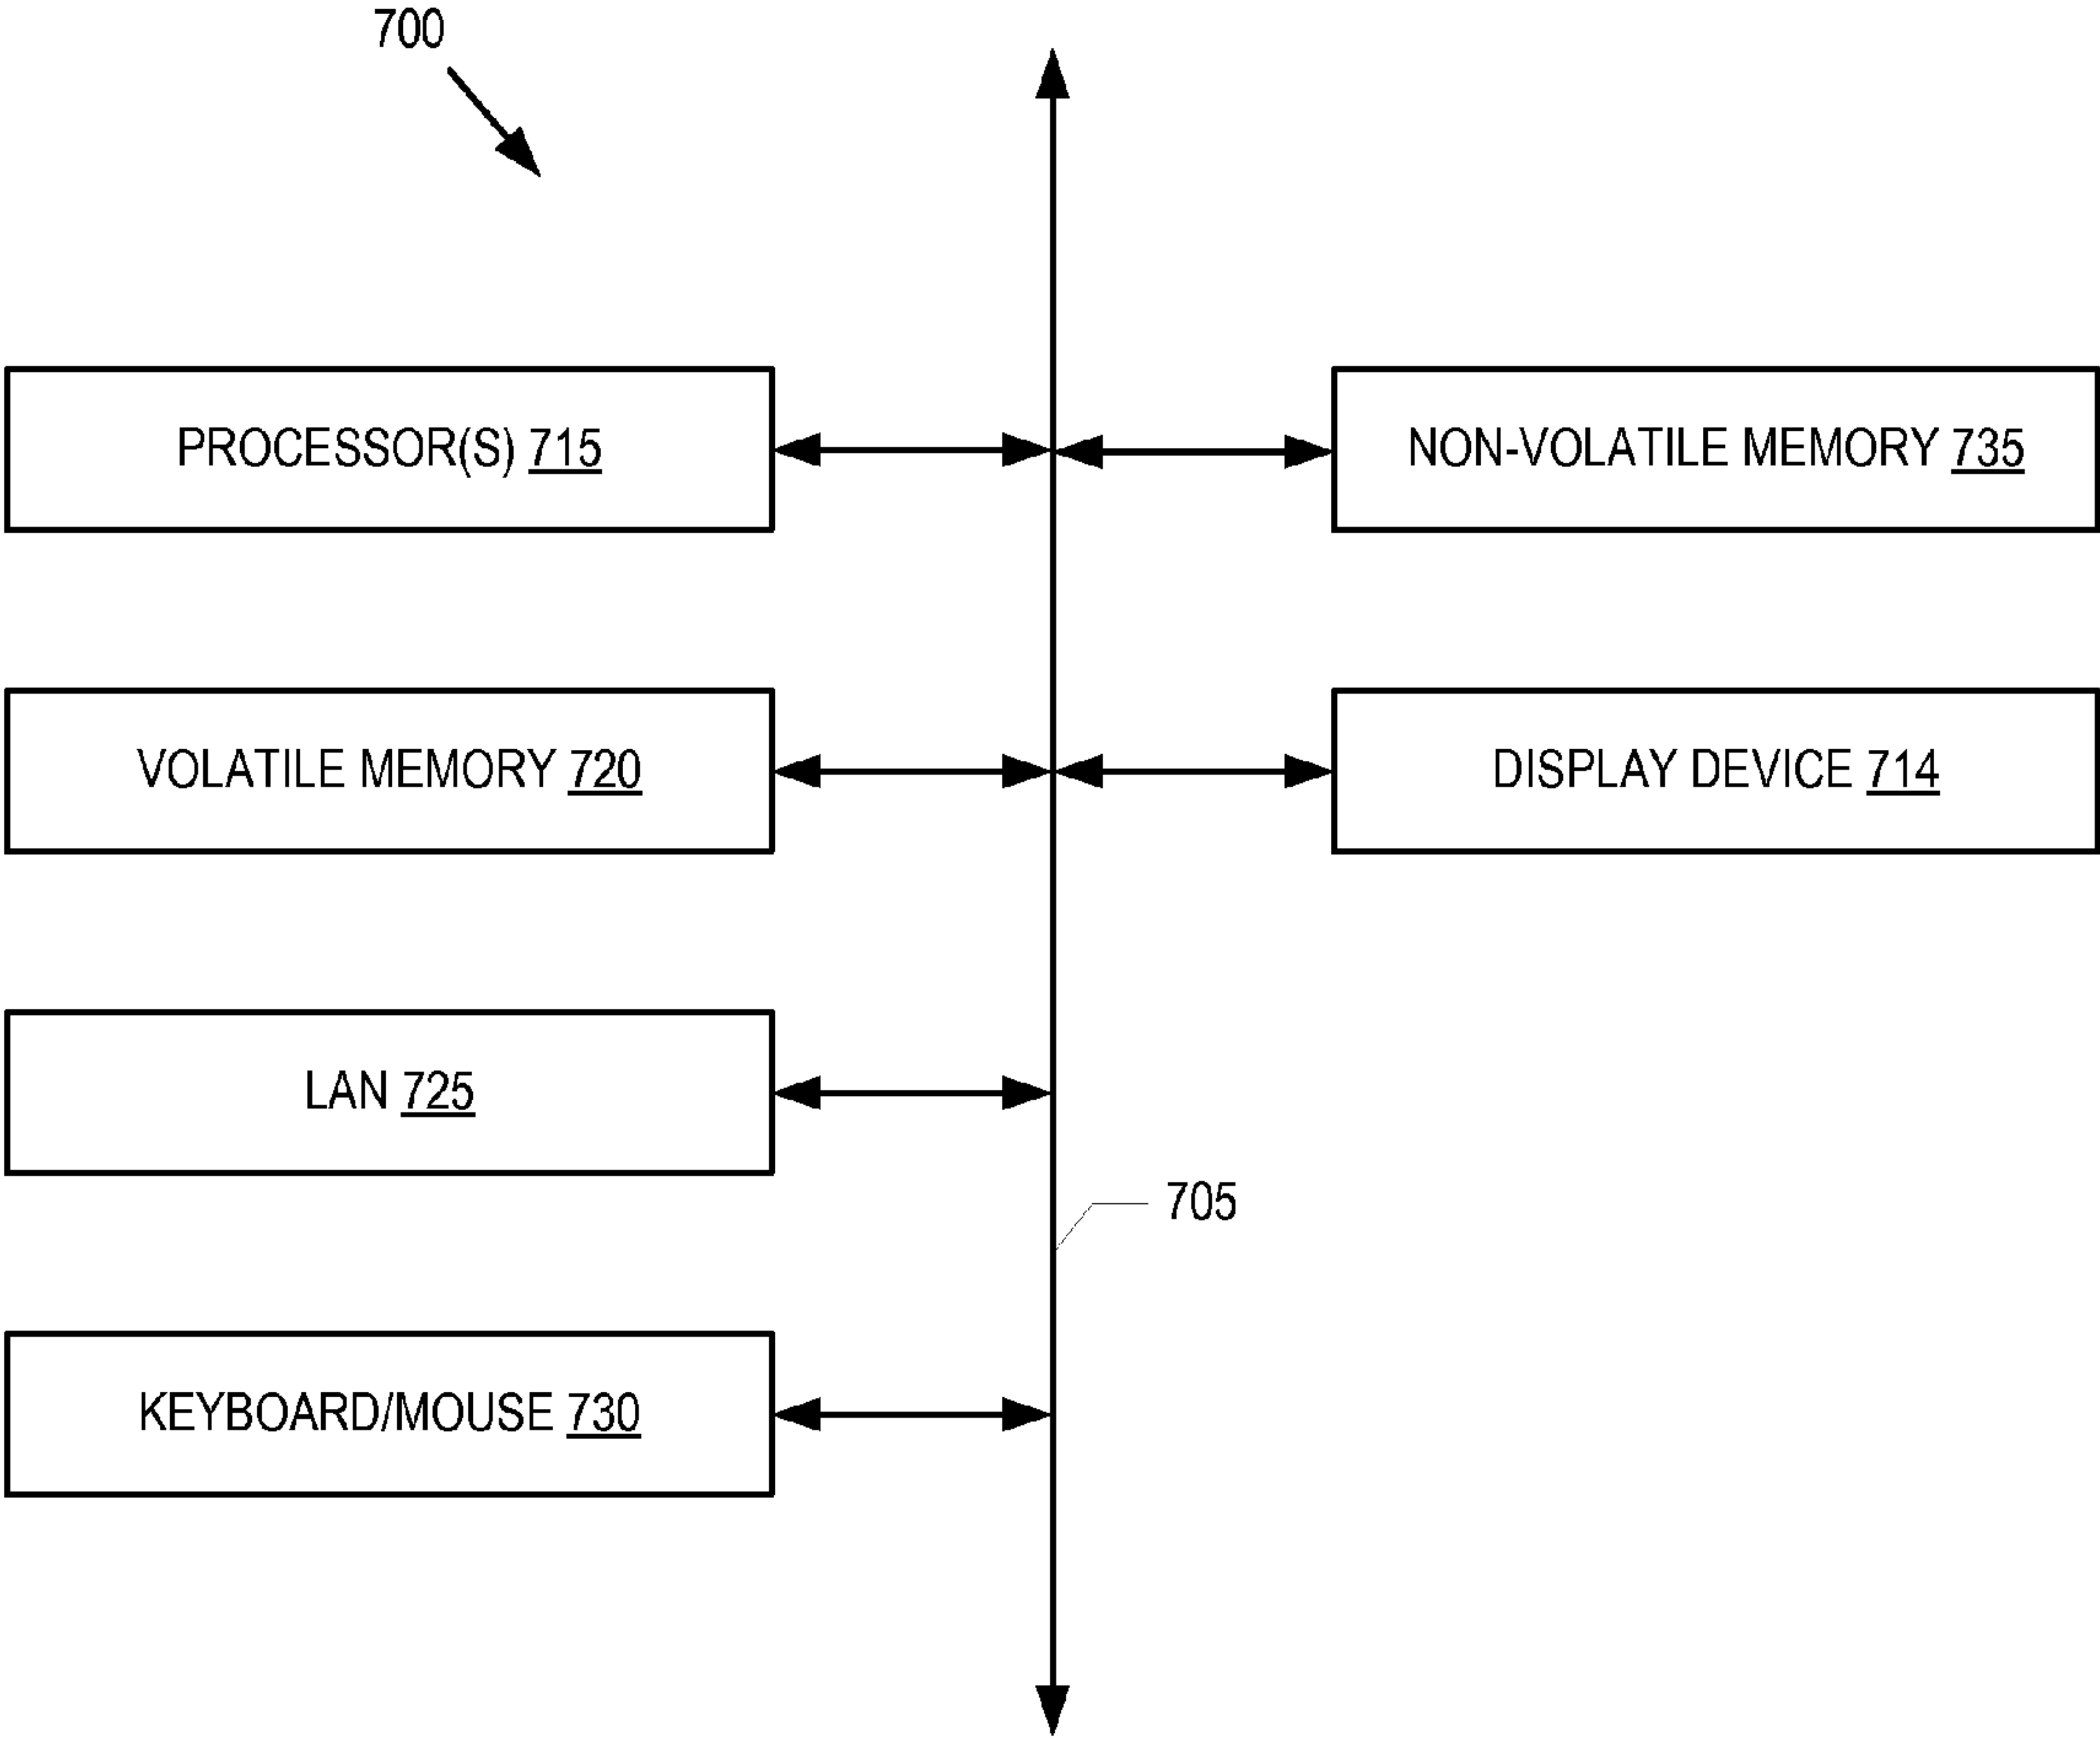 700
PROCESSOR(S) 715
NON-VOLATILE MEMORY 735
VOLATILE MEMORY 720
DISPLAY DEVICE 714
LAN 725
705
KEYBOARD/MOUSE 730